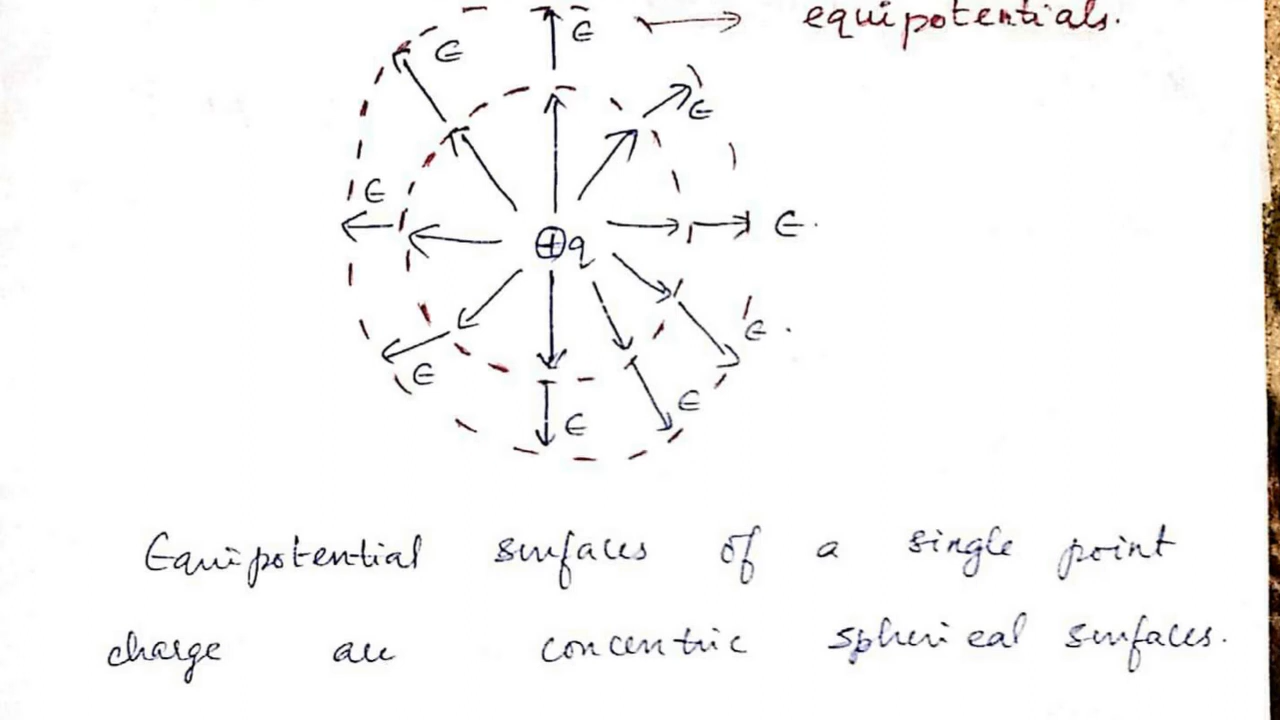 E
E
equipotentials.
E
E
E.
⊕q
E.
E
E
E
Equipotential surfaces of a single point
charge are concentric spherical surfaces.